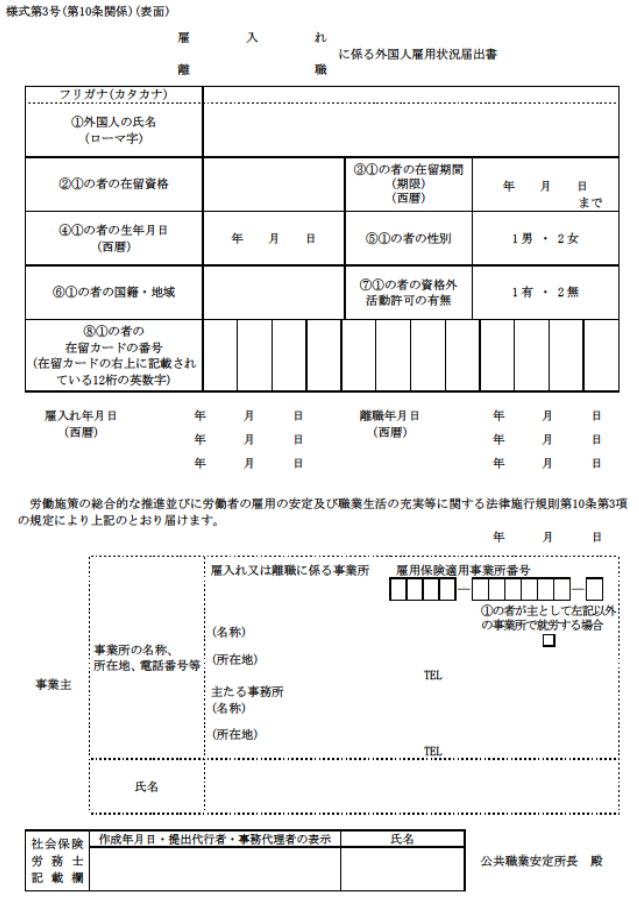 様式第3号(第10条関係)(表面)
雇入れ
に係る外国人雇用状況届出書
離職
フリガナ(カタカナ)
①外国人の氏名
(ローマ字)
②①の者の在留資格
③①の者の在留期間
(期限)
(西暦)
年 月 日
まで
④①の者の生年月日
(西暦)
年 月 日
⑤①の者の性別
1男 ・ 2女
⑥①の者の国籍・地域
⑦①の者の資格外
活動許可の有無
1有 ・ 2無
⑧①の者の
在留カードの番号
(在留カードの右上に記載され
ている12桁の英数字)
雇入れ年月日 年 月 日 離職年月日 年 月 日
(西暦) (西暦)
年 月 日 年 月 日
年 月 日 年 月 日
労働施策の総合的な推進並びに労働者の雇用の安定及び職業生活の充実等に関する法律施行規則第10条第3項
の規定により上記のとおり届けます。
年 月 日
事業主
事業所の名称、
所在地、電話番号等
雇入れ又は離職に係る事業所 雇用保険適用事業所番号
― ―
①の者が主として左記以外
の事業所で就労する場合
(名称)
(所在地)
TEL
主たる事務所
(名称)
(所在地)
TEL
氏名
社会保険
労務士
記載欄
作成年月日・提出代行者・事務代理者の表示
氏名
公共職業安定所長 殿